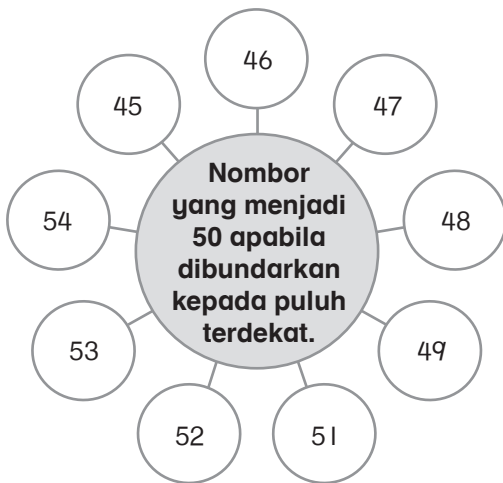 46
45
47
Nombor
yang menjadi
50 apabila
dibundarkan
kepada puluh
terdekat.
54
48
53
49
52
51